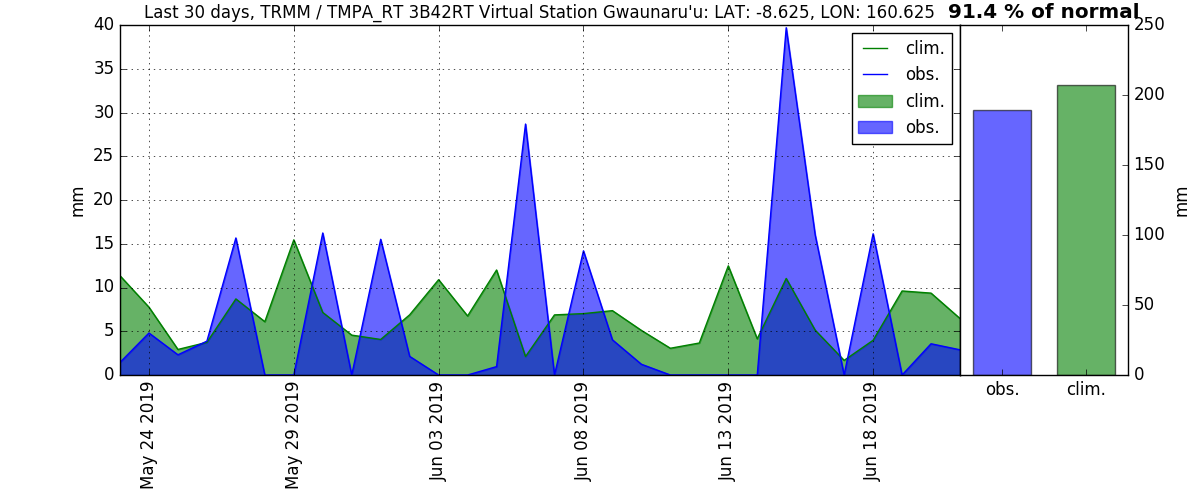 Last 30 days, TRMM / TMPA_RT 3B42RT Virtual Station Gwaunaru'u: LAT: -8.625, LON: 160.625 91.4 % of normal
40
35
30
25
20
15
10
5
0
mm
clim.
obs.
clim.
obs.
250
200
150
100
50
0
mm
obs.
clim.
May 24 2019
May 29 2019
Jun 03 2019
Jun 08 2019
Jun 13 2019
Jun 18 2019